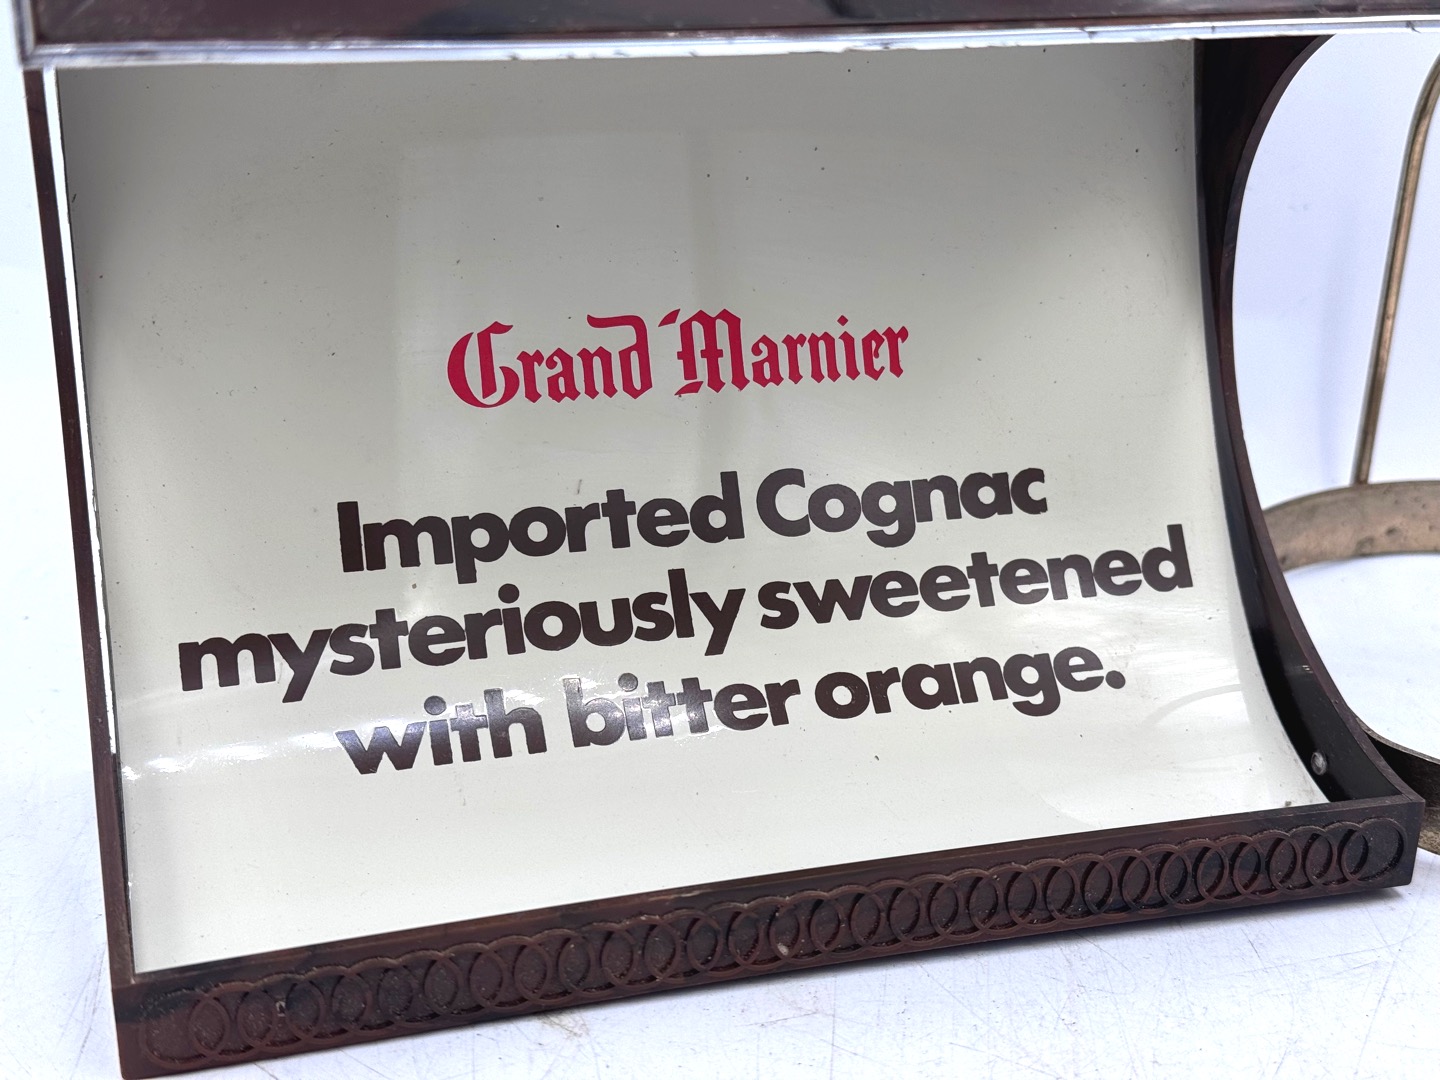 Grand Marnier
Imported Cognac
mysteriously sweetened
with bitter orange.